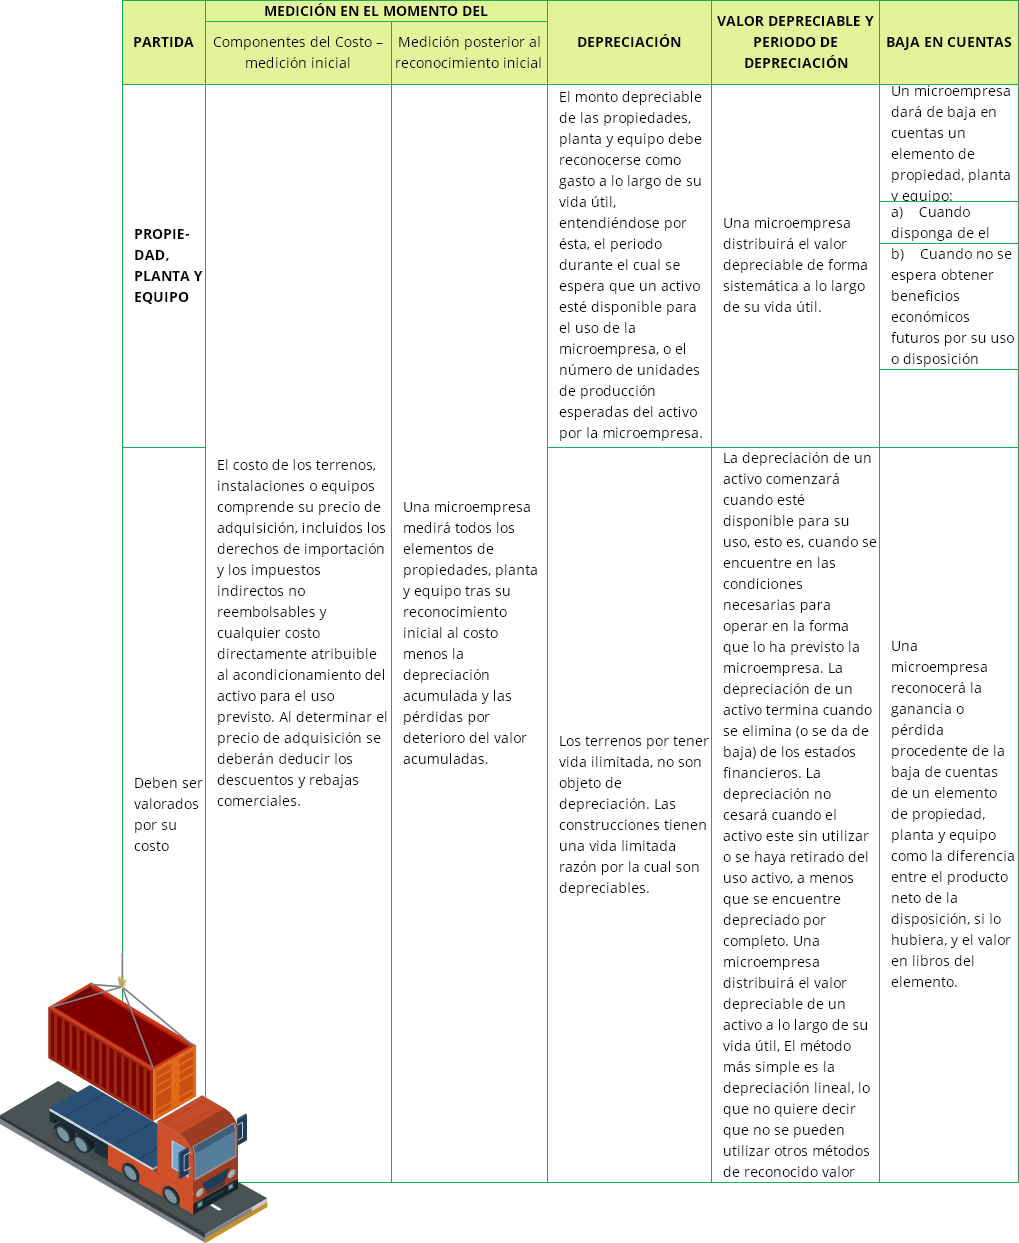 PARTIDA
MEDICIÓN EN EL MOMENTO DEL
Componentes del Costo –
medición inicial
Medición posterior al
reconocimiento inicial
DEPRECIACIÓN
VALOR DEPRECIABLE Y
PERIODO DE
DEPRECIACIÓN
BAJA EN CUENTAS
PROPIE-
DAD,
PLANTA Y
EQUIPO
El costo de los terrenos,
instalaciones o equipos
comprende su precio de
adquisición, incluidos los
derechos de importación
y los impuestos
indirectos no
reembolsables y
cualquier costo
directamente atribuible
al acondicionamiento del
activo para el uso
previsto. Al determinar el
precio de adquisición se
deberán deducir los
descuentos y rebajas
comerciales.
Una microempresa
medirá todos los
elementos de
propiedades, planta
y equipo tras su
reconocimiento
inicial al costo
menos la
depreciación
acumulada y las
pérdidas por
deterioro del valor
acumuladas.
El monto depreciable
de las propiedades,
planta y equipo debe
reconocerse como
gasto a lo largo de su
vida útil,
entendiéndose por
ésta, el periodo
durante el cual se
espera que un activo
esté disponible para
el uso de la
microempresa, o el
número de unidades
de producción
esperadas del activo
por la microempresa.
Una microempresa
distribuirá el valor
depreciable de forma
sistemática a lo largo
de su vida útil.
Un microempresa
dará de baja en
cuentas un
elemento de
propiedad, planta
y equipo:
a) Cuando
disponga de el
b) Cuando no se
espera obtener
beneficios
económicos
futuros por su uso
o disposición
Deben ser
valorados
por su
costo
Los terrenos por tener
vida ilimitada, no son
objeto de
depreciación. Las
construcciones tienen
una vida limitada
razón por la cual son
depreciables.
La depreciación de un
activo comenzará
cuando esté
disponible para su
uso, esto es, cuando se
encuentre en las
condiciones
necesarias para
operar en la forma
que lo ha previsto la
microempresa. La
depreciación de un
activo termina cuando
se elimina (o se da de
baja) de los estados
financieros. La
depreciación no
cesará cuando el
activo este sin utilizar
o se haya retirado del
uso activo, a menos
que se encuentre
depreciado por
completo. Una
microempresa
distribuirá el valor
depreciable de un
activo a lo largo de su
vida útil, El método
más simple es la
depreciación lineal, lo
que no quiere decir
que no se pueden
utilizar otros métodos
de reconocido valor
Una
microempresa
reconocerá la
ganancia o
pérdida
procedente de la
baja de cuentas
de un elemento
de propiedad,
planta y equipo
como la diferencia
entre el producto
neto de la
disposición, si lo
hubiera, y el valor
en libros del
elemento.